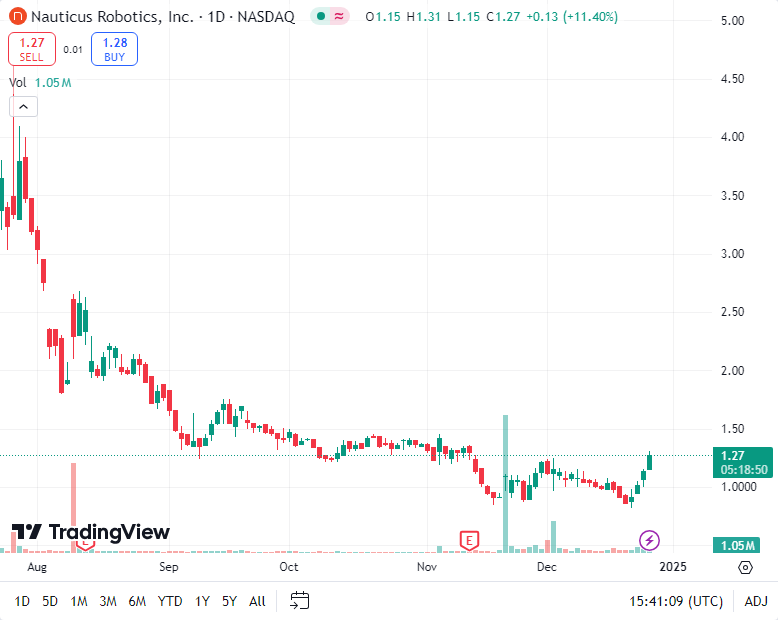 Nauticus Robotics, Inc. · 1D · NASDAQ O1.15 H1.31 L1.15 C1.27 +0.13 (+11.40%)
1.27 SELL 0.01 1.28 BUY
Vol 1.05M
5.00
4.50
4.00
3.50
3.00
2.50
2.00
1.50
1.27
05:18:50
1.0000
1.05M
TradingView
E
E
Aug Sep Oct Nov Dec 2025
1D 5D 1M 3M 6M YTD 1Y 5Y All 15:41:09 (UTC) ADJ